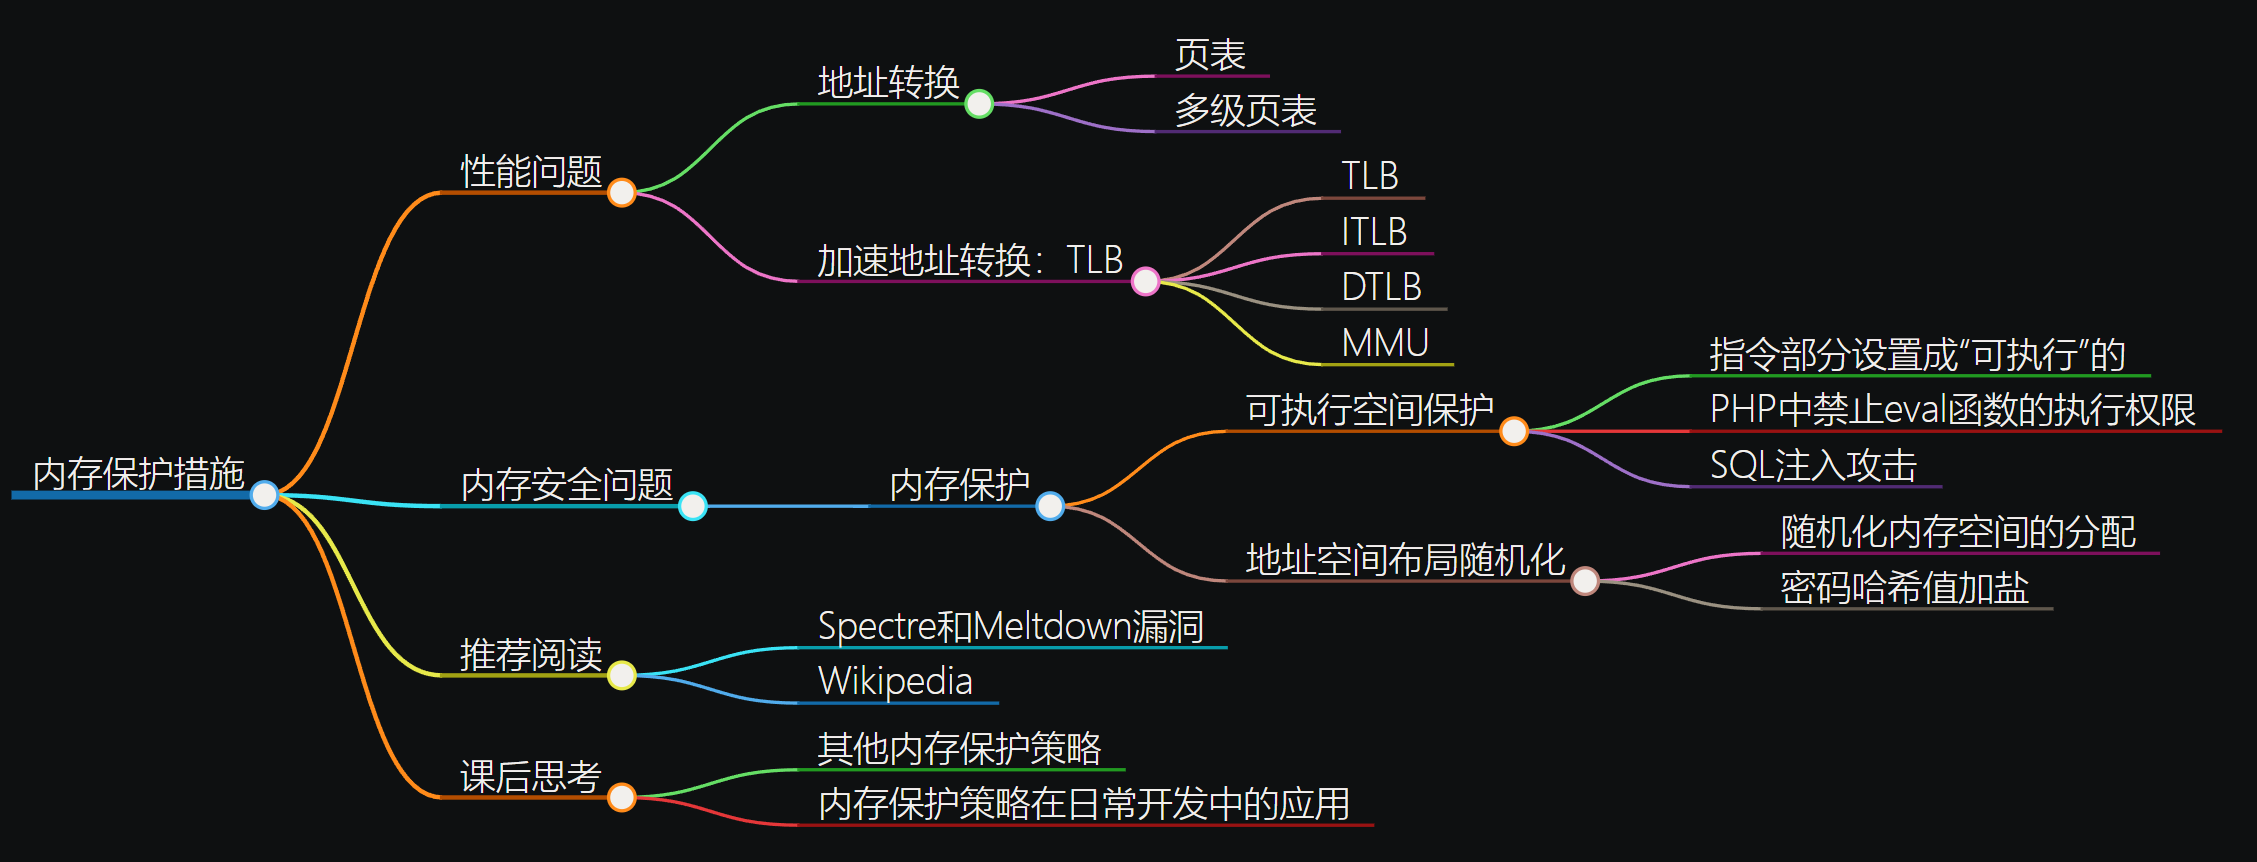 内存保护措施
性能问题
地址转换
页表
多级页表
加速地址转换：TLB
TLB
ITLB
DTLB
MMU
内存安全问题
内存保护
可执行空间保护
指令部分设置成“可执行”的
PHP中禁止eval函数的执行权限
SQL注入攻击
地址空间布局随机化
随机化内存空间的分配
密码哈希值加盐
推荐阅读
Spectre和Meltdown漏洞
Wikipedia
课后思考
其他内存保护策略
内存保护策略在日常开发中的应用